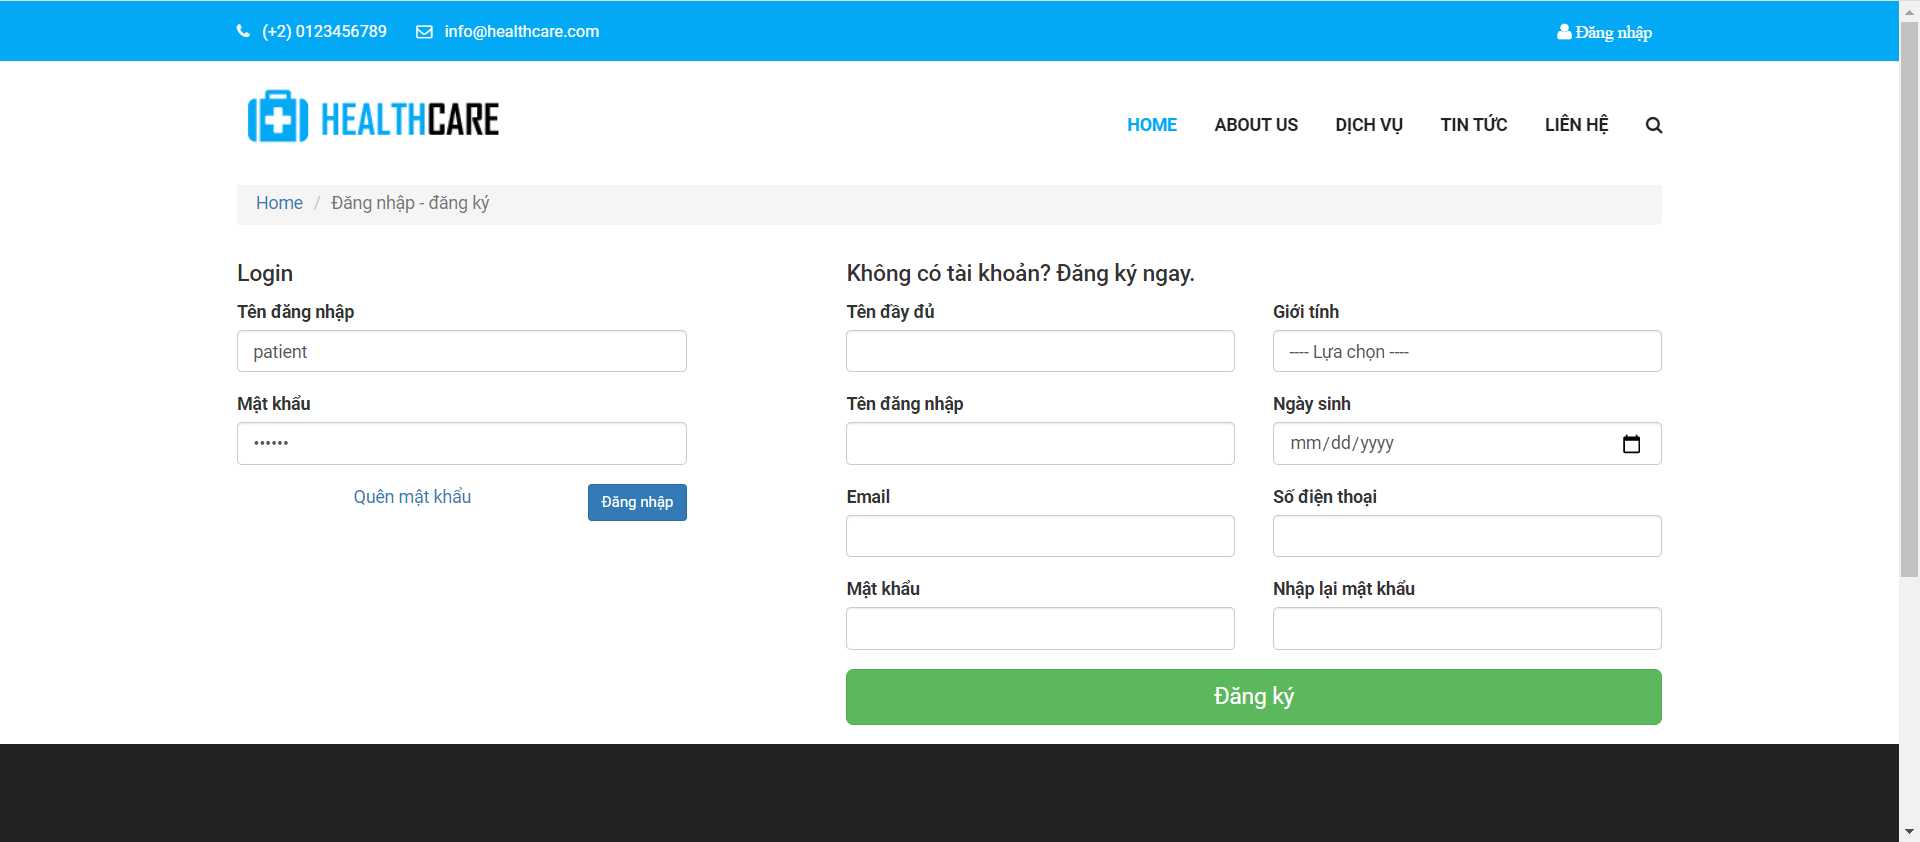 (+2) 0123456789 info@healthcare.com Đăng nhập
HEALTHCARE
HOME ABOUT US DỊCH VỤ TIN TỨC LIÊN HỆ
Home / Đăng nhập - đăng ký
Login
Tên đăng nhập
patient
Mật khẩu
••••••
Quên mật khẩu Đăng nhập
Không có tài khoản? Đăng ký ngay.
Tên đầy đủ Giới tính
---- Lựa chọn ----
Tên đăng nhập Ngày sinh
mm/dd/yyyy
Email Số điện thoại
Mật khẩu Nhập lại mật khẩu
Đăng ký